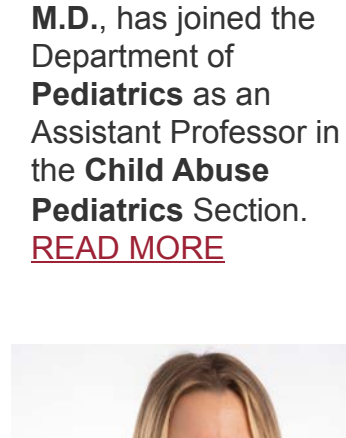 M.D., has joined the
Department of
Pediatrics as an
Assistant Professor in
the Child Abuse
Pediatrics Section.
READ MORE